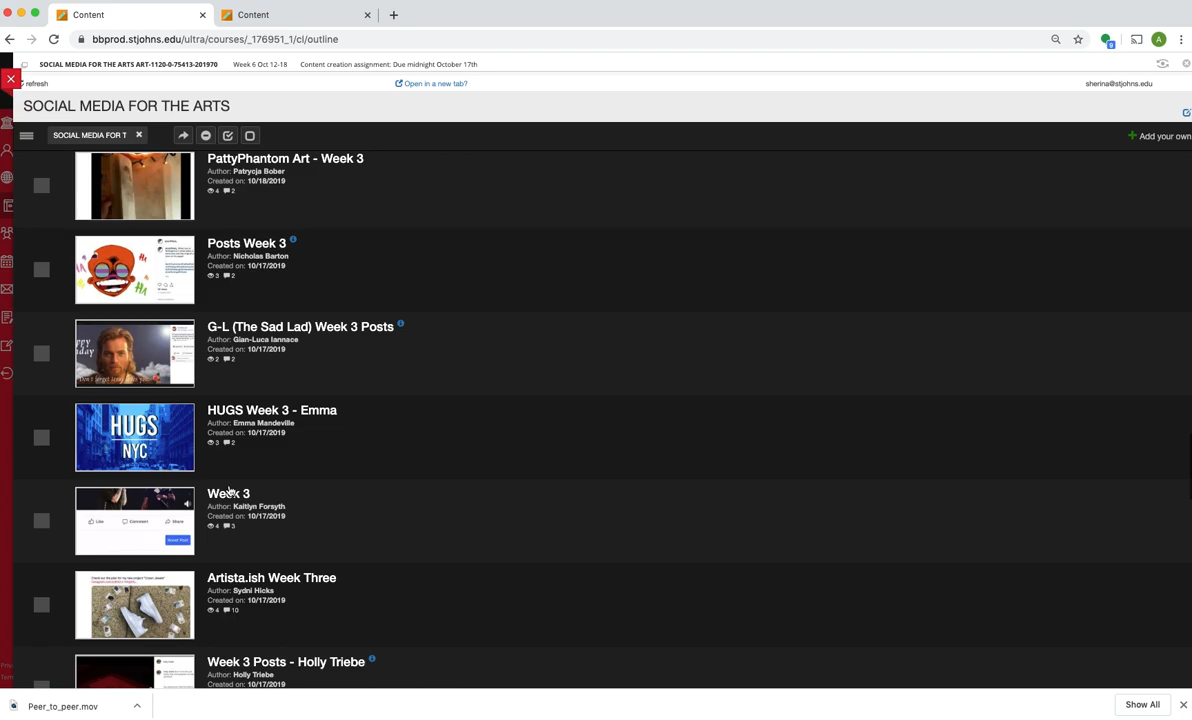 Content
Content
bbprod.stjohns.edu/ultra/courses/_176951_1/cl/outline
9
A
SOCIAL MEDIA FOR THE ARTS ART-1120-0-75413-201970 Week 6 Oct 12-18 Content creation assignment: Due midnight October 17th
refresh
Open in a new tab?
sherina@stjohns.edu
SOCIAL MEDIA FOR THE ARTS
SOCIAL MEDIA FOR T
Add your own
PattyPhantom Art - Week 3
Author: Patrycja Bober
Created on: 10/18/2019
4 2
Posts Week 3
Author: Nicholas Barton
Created on: 10/17/2019
3 2
G-L (The Sad Lad) Week 3 Posts
Author: Gian-Luca Iannace
Created on: 10/17/2019
2 2
HUGS
NYC
HUGS Week 3 - Emma
Author: Emma Mandeville
Created on: 10/17/2019
3 2
Like Comment Share
Boost Post
Week 3
Author: Kaitlyn Forsyth
Created on: 10/17/2019
4 3
Artista.ish Week Three
Author: Sydni Hicks
Created on: 10/17/2019
4 10
Week 3 Posts - Holly Triebe
Author: Holly Triebe
Created on: 10/17/2019
Peer_to_peer.mov
Show All